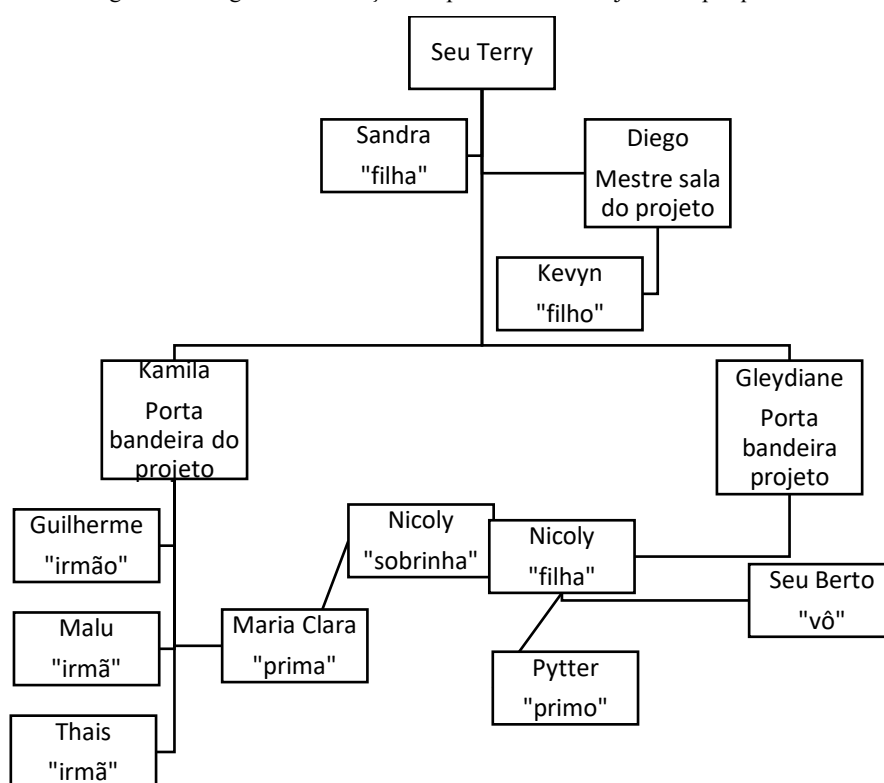 Seu Terry
Sandra
"filha"
Diego
Mestre sala
do projeto
Kevyn
"filho"
Kamila
Porta
bandeira do
projeto
Gleydiane
Porta
bandeira
projeto
Guilherme
"irmão"
Nicoly
"sobrinha"
Nicoly
"filha"
Seu Berto
"vô"
Malu
"irmã"
Maria Clara
"prima"
Pytter
"primo"
Thais
"irmã"